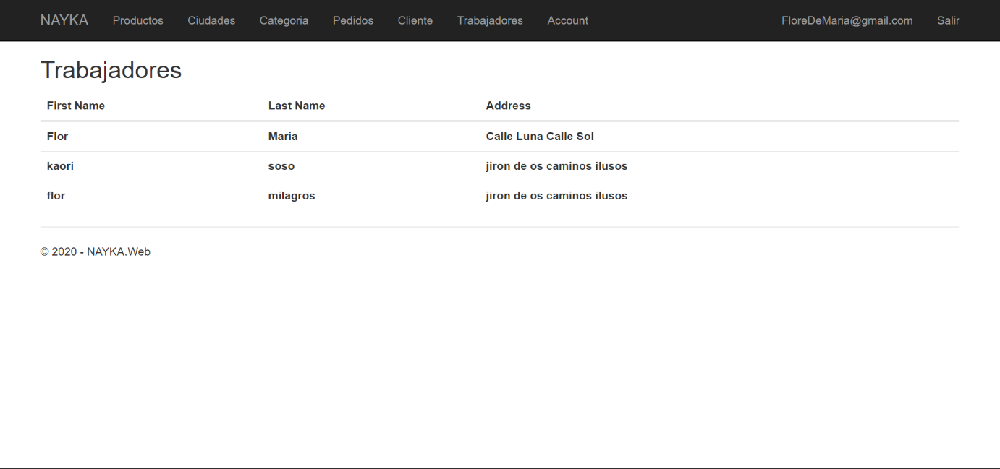 NAYKA Productos Ciudades Categoria Pedidos Cliente Trabajadores Account FloreDeMaria@gmail.com Salir
Trabajadores
First Name Last Name Address
Flor Maria Calle Luna Calle Sol
kaori soso jiron de os caminos ilusos
flor milagros jiron de os caminos ilusos
© 2020 - NAYKA.Web